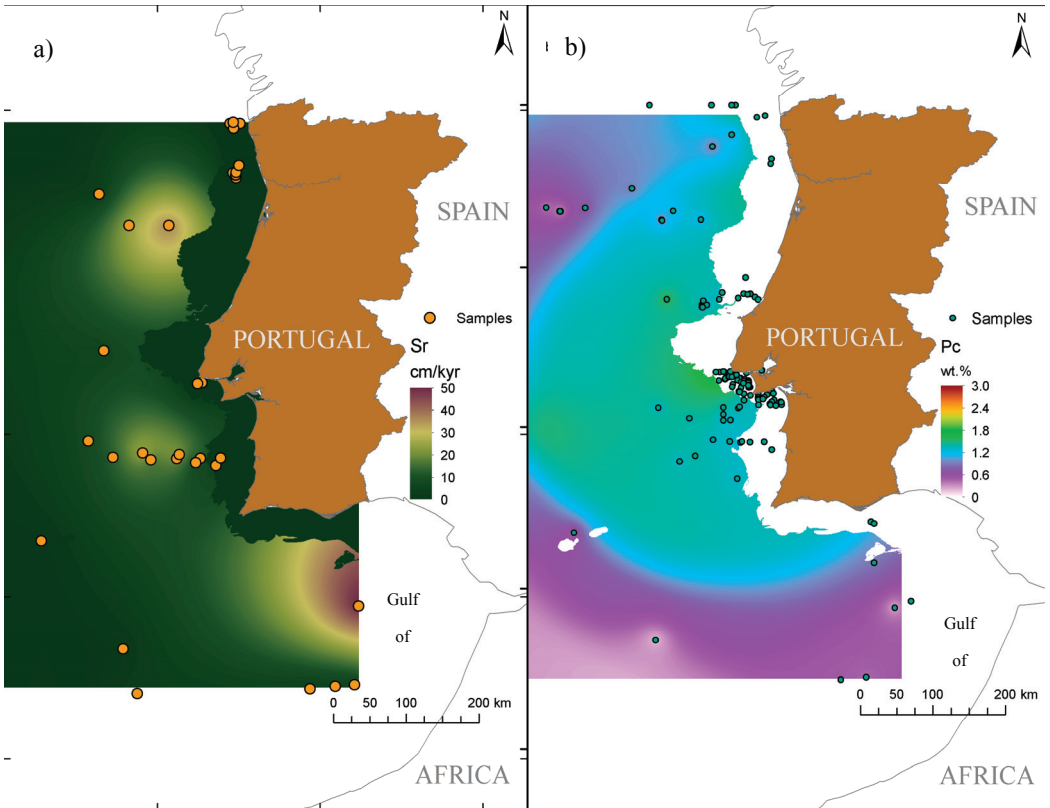 a)
N
SPAIN
PORTUGAL
Samples
Sr
cm/kyr
50
40
30
20
10
0
Gulf
of
0 50 100 200 km
AFRICA
b)
N
SPAIN
PORTUGAL
Samples
Pc
wt.%
3.0
2.4
1.8
1.2
0.6
0
Gulf
of
0 50 100 200 km
AFRICA